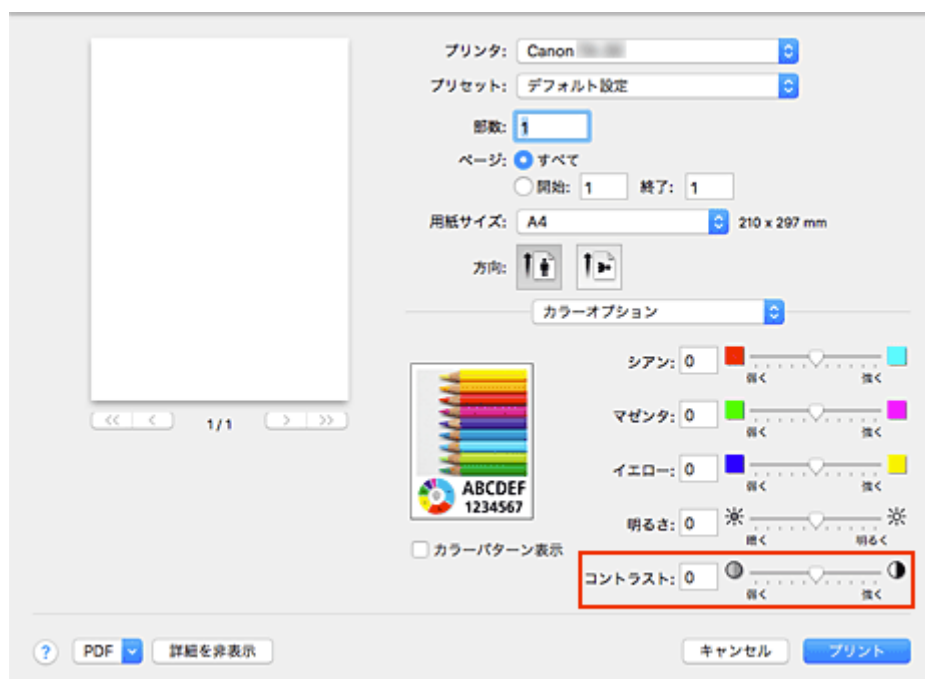 プリンタ: Canon
プリセット: デフォルト設定
部数: 1
ページ: すべて
開始: 1 終了: 1
用紙サイズ: A4 210 x 297 mm
方向:
カラーオプション
シアン: 0
弱く 強く
マゼンタ: 0
弱く 強く
イエロー: 0
弱く 強く
明るさ: 0
暗く 明るく
コントラスト: 0
弱く 強く
ABCDEF
1234567
カラーパターン表示
<< < 1/1 > >>
? PDF 詳細を非表示 キャンセル プリント